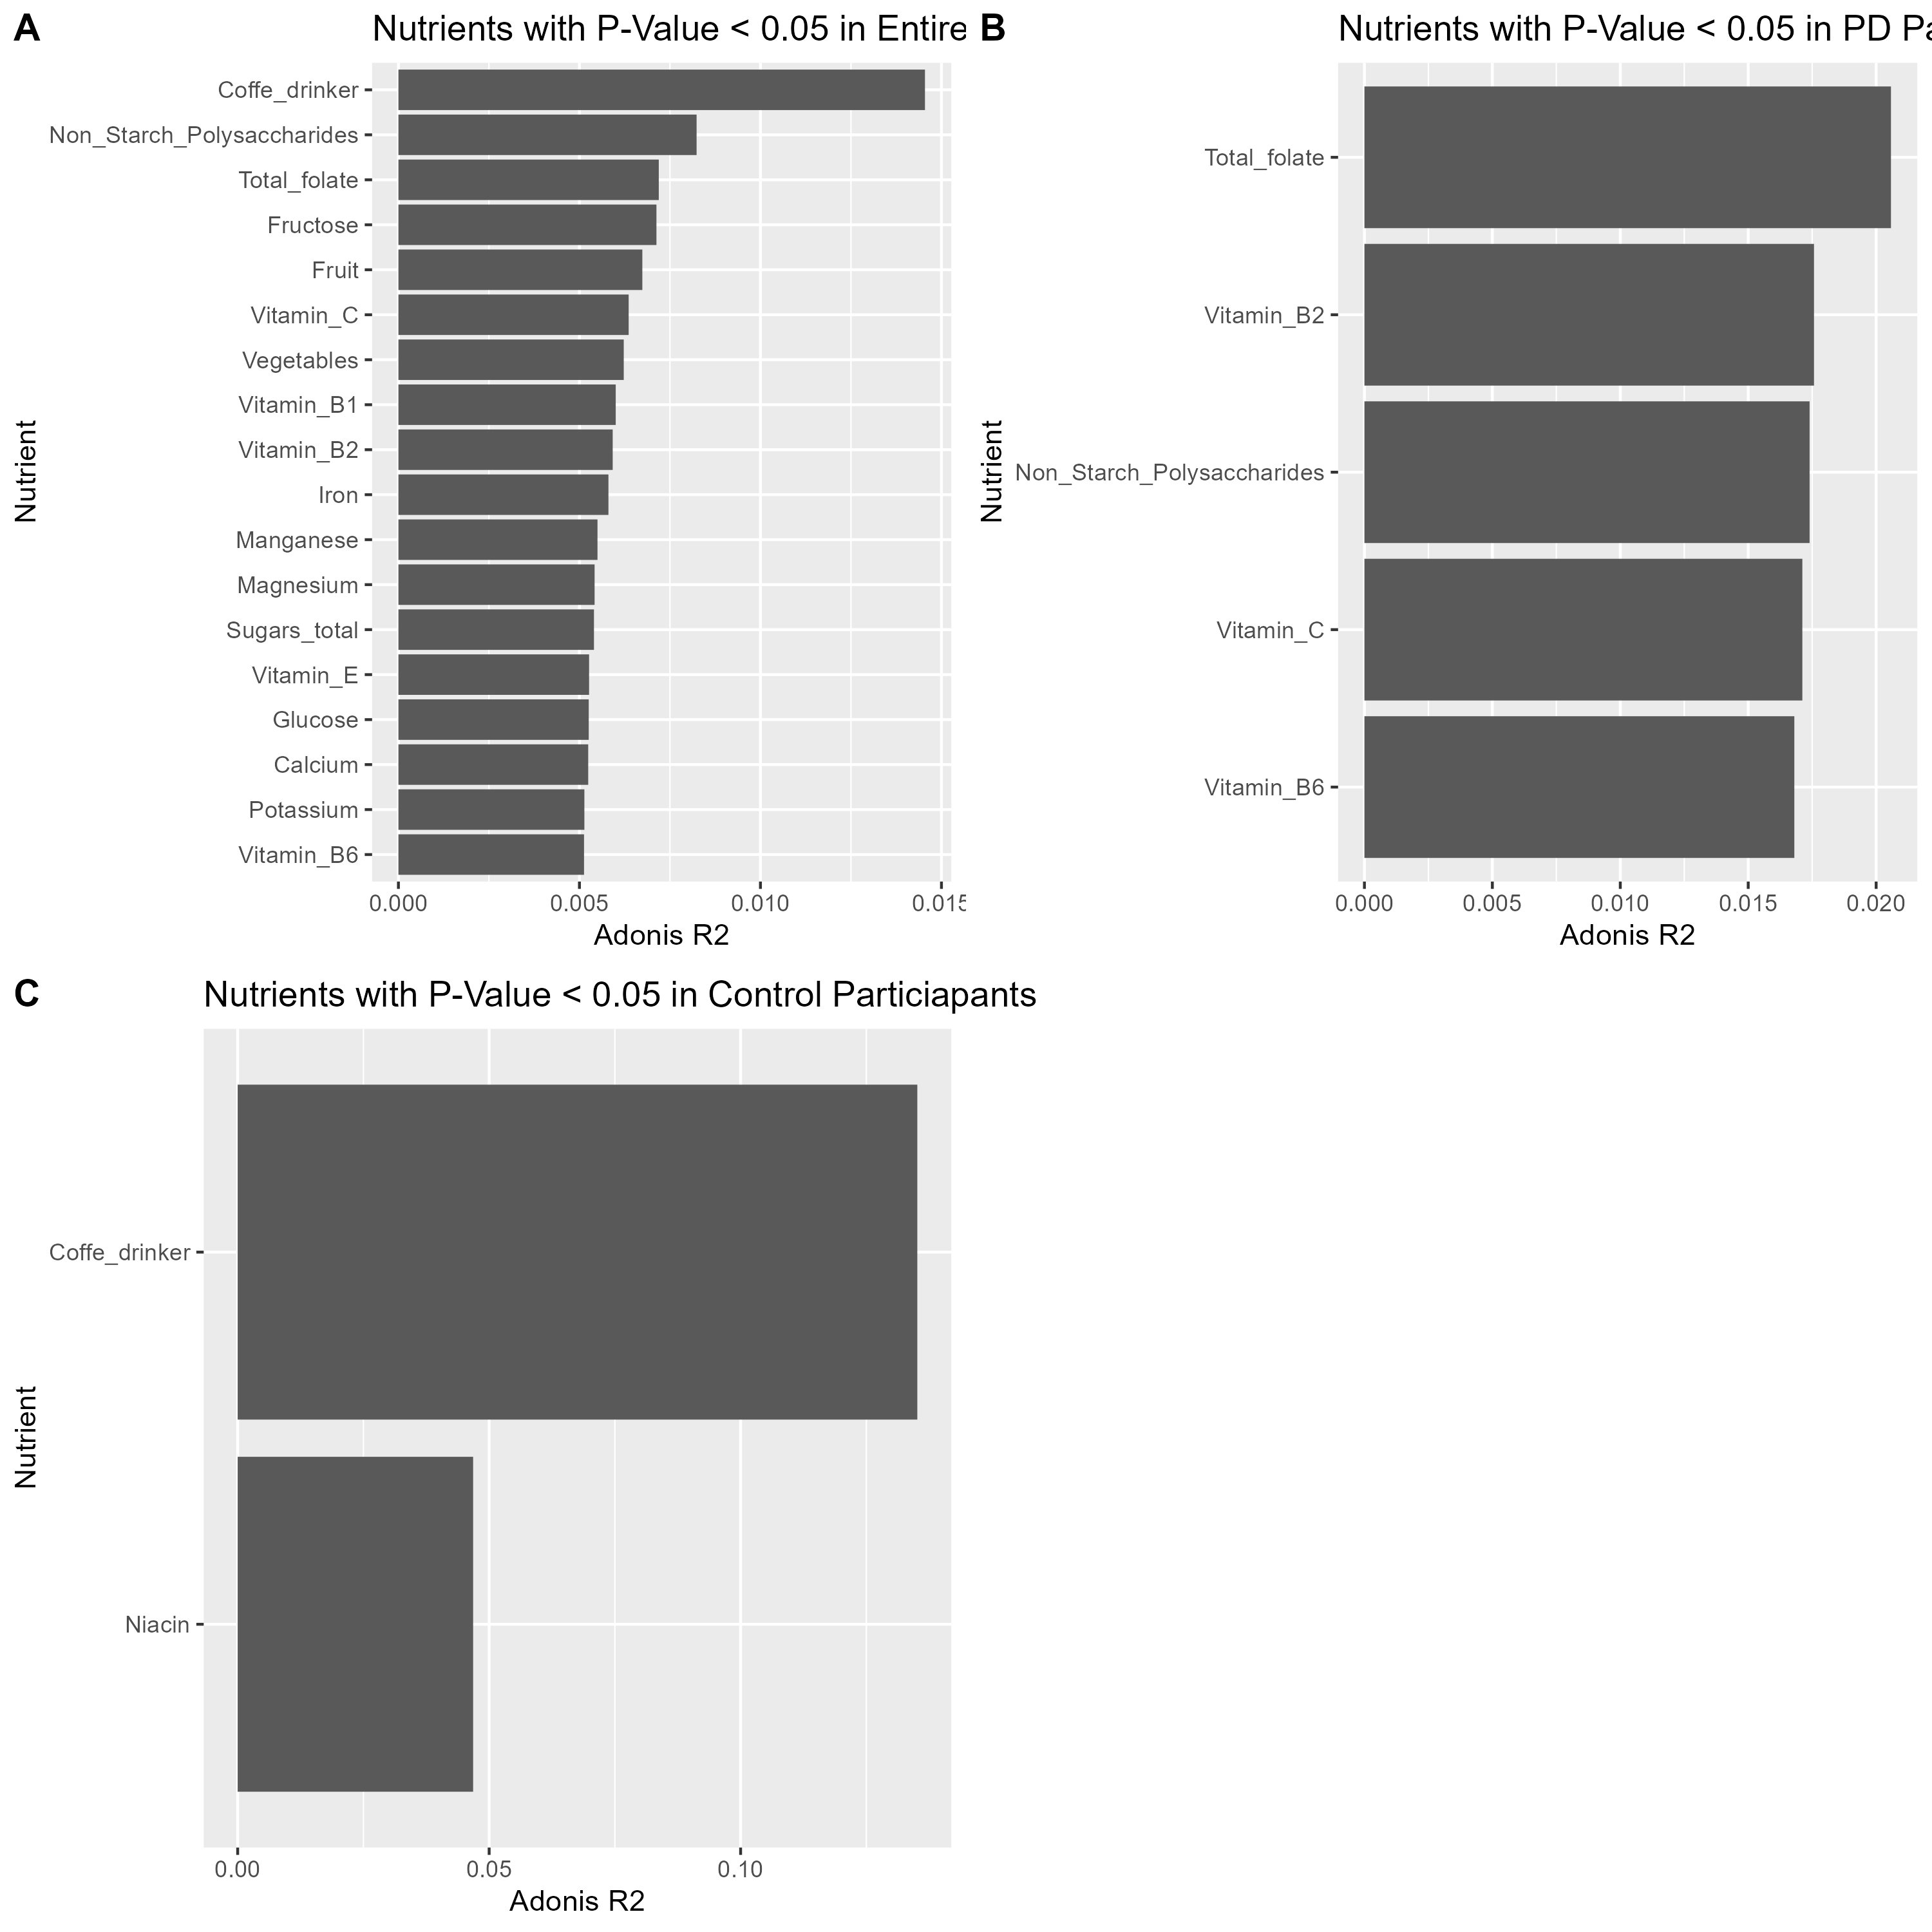 A
Nutrients with P-Value < 0.05 in Entire
Nutrient
Coffe_drinker
Non_Starch_Polysaccharides
Total_folate
Fructose
Fruit
Vitamin_C
Vegetables
Vitamin_B1
Vitamin_B2
Iron
Manganese
Magnesium
Sugars_total
Vitamin_E
Glucose
Calcium
Potassium
Vitamin_B6
0.000 0.005 0.010 0.015
Adonis R2
B
Nutrients with P-Value < 0.05 in PD Pa
Nutrient
Total_folate
Vitamin_B2
Non_Starch_Polysaccharides
Vitamin_C
Vitamin_B6
0.000 0.005 0.010 0.015 0.020
Adonis R2
C
Nutrients with P-Value < 0.05 in Control Particiapants
Nutrient
Coffe_drinker
Niacin
0.00 0.05 0.10
Adonis R2